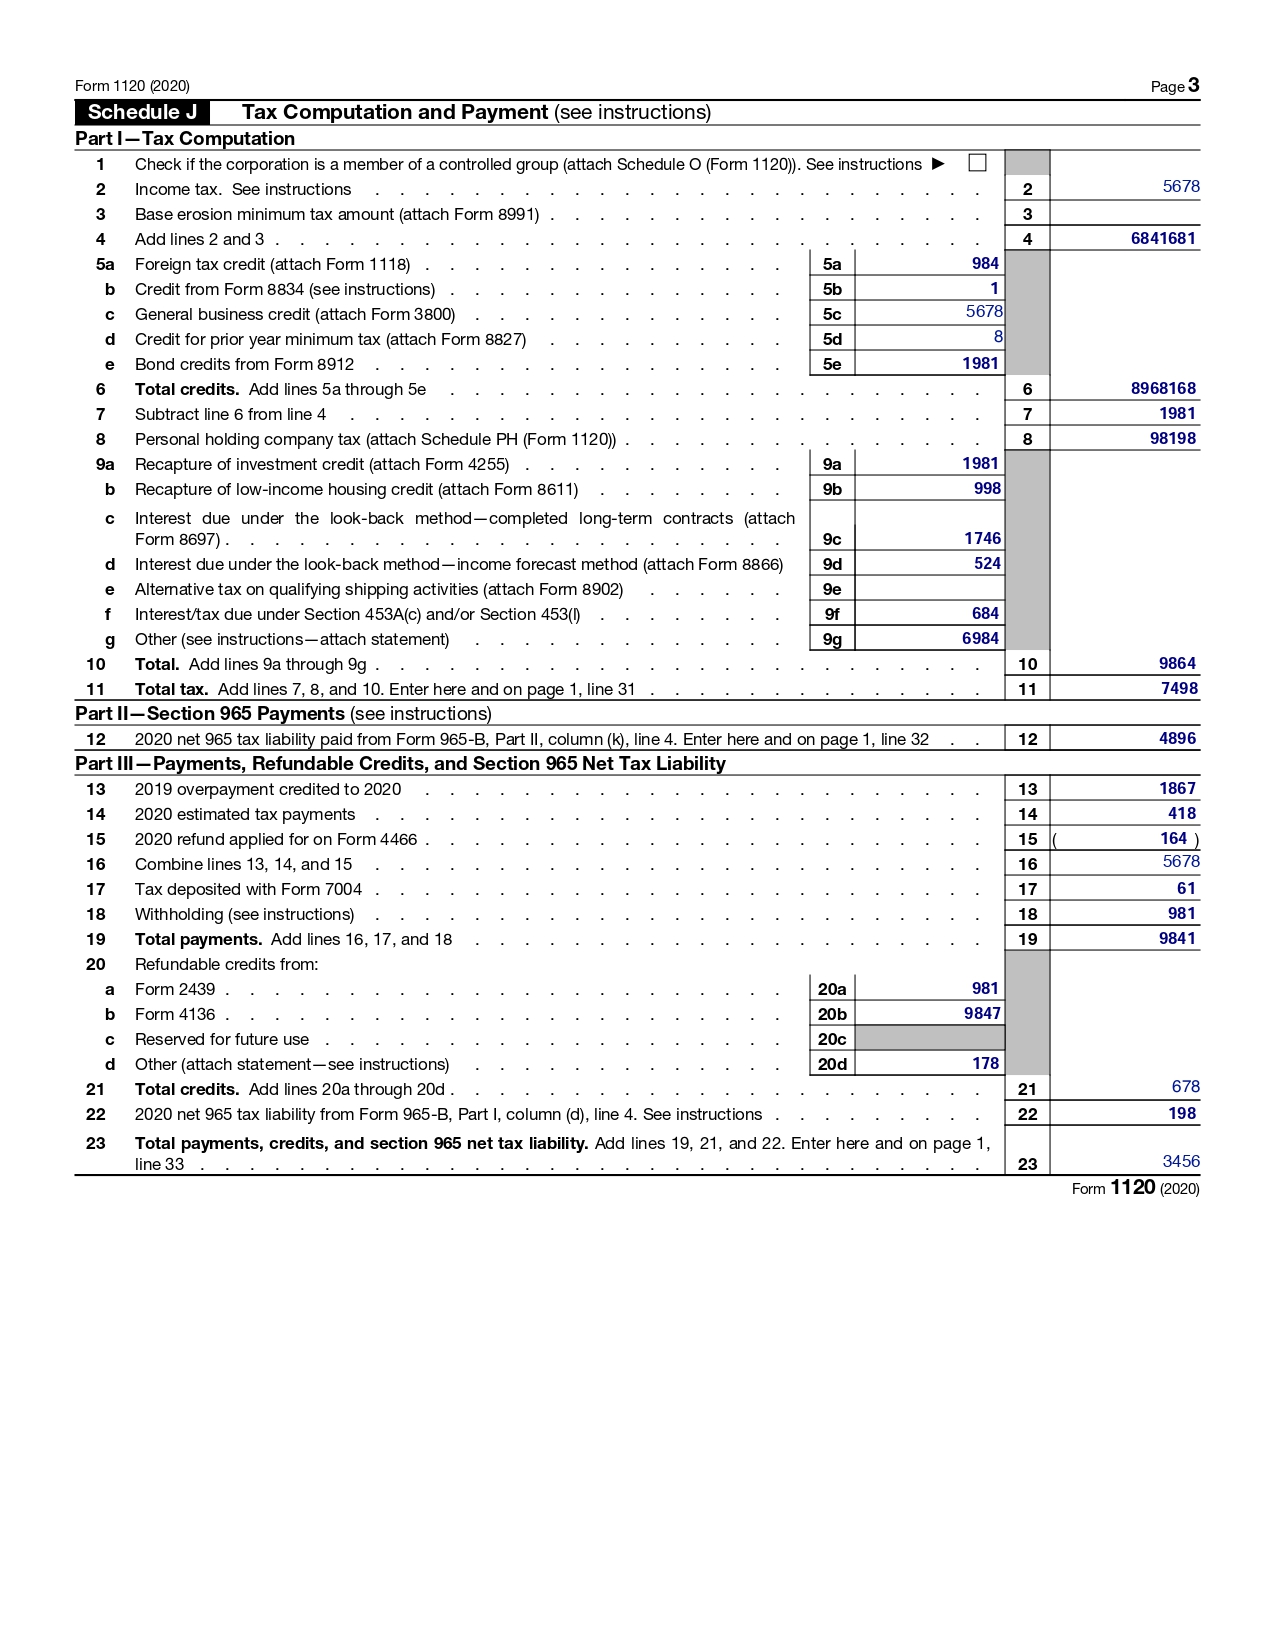 Form 1120 (2020) Page 3
Schedule J Tax Computation and Payment (see instructions)
Part I—Tax Computation
1 Check if the corporation is a member of a controlled group (attach Schedule O (Form 1120)). See instructions ▶
2 Income tax. See instructions . . . . . . . . . . . . . . . . . . . . . . . . . 2 5678
3 Base erosion minimum tax amount (attach Form 8991) . . . . . . . . . . . . . . . . . . 3
4 Add lines 2 and 3 . . . . . . . . . . . . . . . . . . . . . . . . . . . . . 4 6841681
5a Foreign tax credit (attach Form 1118) . . . . . . . . . . . . . . . 5a 984
b Credit from Form 8834 (see instructions) . . . . . . . . . . . . . . 5b 1
c General business credit (attach Form 3800) . . . . . . . . . . . . . 5c 5678
d Credit for prior year minimum tax (attach Form 8827) . . . . . . . . . . 5d 8
e Bond credits from Form 8912 . . . . . . . . . . . . . . . . . 5e 1981
6 Total credits. Add lines 5a through 5e . . . . . . . . . . . . . . . . . . . . . . 6 8968168
7 Subtract line 6 from line 4 . . . . . . . . . . . . . . . . . . . . . . . . . . 7 1981
8 Personal holding company tax (attach Schedule PH (Form 1120)) . . . . . . . . . . . . . . . 8 98198
9a Recapture of investment credit (attach Form 4255) . . . . . . . . . . . 9a 1981
b Recapture of low-income housing credit (attach Form 8611) . . . . . . . . 9b 998
c Interest due under the look-back method—completed long-term contracts (attach
Form 8697) . . . . . . . . . . . . . . . . . . . . . . . 9c 1746
d Interest due under the look-back method—income forecast method (attach Form 8866) 9d 524
e Alternative tax on qualifying shipping activities (attach Form 8902) . . . . . . 9e
f Interest/tax due under Section 453A(c) and/or Section 453(l) . . . . . . . . 9f 684
g Other (see instructions—attach statement) . . . . . . . . . . . . . 9g 6984
10 Total. Add lines 9a through 9g . . . . . . . . . . . . . . . . . . . . . . . . . 10 9864
11 Total tax. Add lines 7, 8, and 10. Enter here and on page 1, line 31 . . . . . . . . . . . . . . 11 7498
Part II—Section 965 Payments (see instructions)
12 2020 net 965 tax liability paid from Form 965-B, Part II, column (k), line 4. Enter here and on page 1, line 32 . . 12 4896
Part III—Payments, Refundable Credits, and Section 965 Net Tax Liability
13 2019 overpayment credited to 2020 . . . . . . . . . . . . . . . . . . . . . . . 13 1867
14 2020 estimated tax payments . . . . . . . . . . . . . . . . . . . . . . . . . 14 418
15 2020 refund applied for on Form 4466 . . . . . . . . . . . . . . . . . . . . . . . 15 ( 164 )
16 Combine lines 13, 14, and 15 . . . . . . . . . . . . . . . . . . . . . . . . . 16 5678
17 Tax deposited with Form 7004 . . . . . . . . . . . . . . . . . . . . . . . . . 17 61
18 Withholding (see instructions) . . . . . . . . . . . . . . . . . . . . . . . . . 18 981
19 Total payments. Add lines 16, 17, and 18 . . . . . . . . . . . . . . . . . . . . . 19 9841
20 Refundable credits from:
a Form 2439 . . . . . . . . . . . . . . . . . . . . . . . 20a 981
b Form 4136 . . . . . . . . . . . . . . . . . . . . . . . 20b 9847
c Reserved for future use . . . . . . . . . . . . . . . . . . . 20c
d Other (attach statement—see instructions) . . . . . . . . . . . . . 20d 178
21 Total credits. Add lines 20a through 20d . . . . . . . . . . . . . . . . . . . . . . 21 678
22 2020 net 965 tax liability from Form 965-B, Part I, column (d), line 4. See instructions . . . . . . . . . 22 198
23 Total payments, credits, and section 965 net tax liability. Add lines 19, 21, and 22. Enter here and on page 1,
line 33 . . . . . . . . . . . . . . . . . . . . . . . . . . . . . . . . 23 3456
Form 1120 (2020)